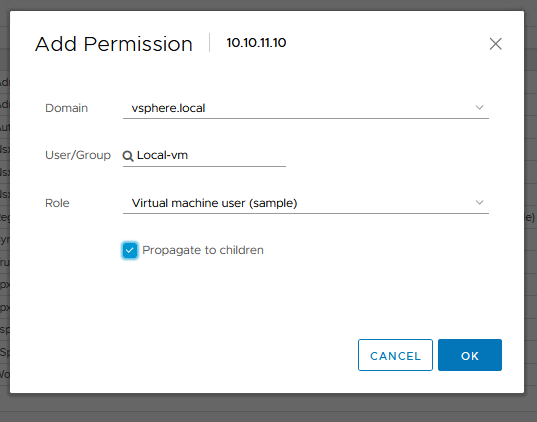 Add Permission 10.10.11.10
Domain vsphere.local
User/Group Local-vm
Role Virtual machine user (sample)
Propagate to children
CANCEL OK